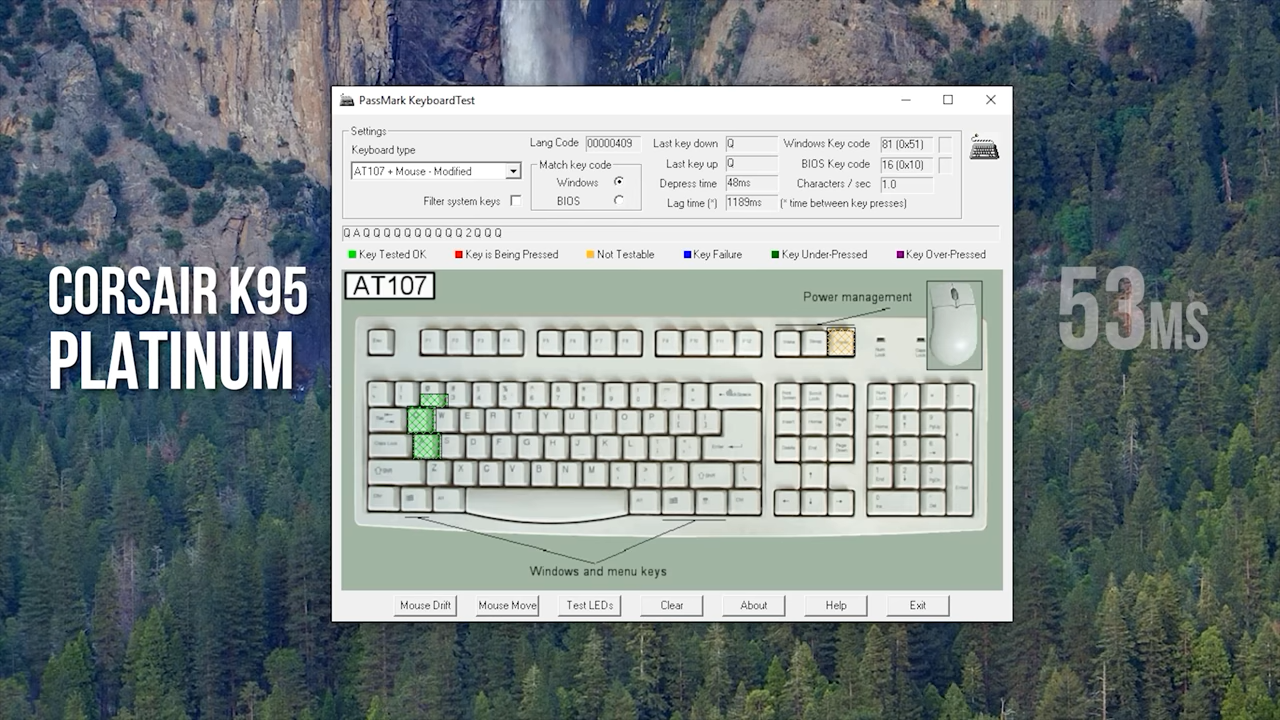 PassMark KeyboardTest
Settings
Keyboard type
AT107 + Mouse - Modified
Filter system keys
Lang Code 00000409
Match key code
Windows
BIOS
Last key down Q
Last key up Q
Depress time 48ms
Lag time (*) 1189ms (* time between key presses)
Windows Key code 81 (0x51)
BIOS Key code 16 (0x10)
Characters / sec 1.0
Q A Q Q Q Q Q Q Q Q Q 2 Q Q Q
Key Tested OK Key is Being Pressed Not Testable Key Failure Key Under-Pressed Key Over-Pressed
CORSAIR K95
PLATINUM
53MS
AT107
Power management
W E R T Y U I O P
S D F G H J K L
Z X C V B N M
Windows and menu keys
Mouse Drift Mouse Move Test LEDs Clear About Help Exit